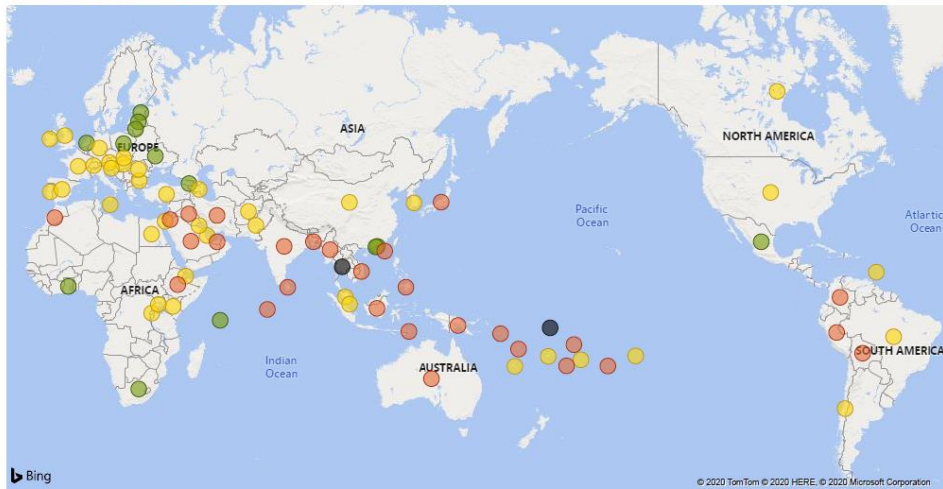 ASIA
EUROPE
NORTH AMERICA
Pacific
Ocean
Atlantic
Ocean
AFRICA
SOUTH AMERICA
Indian
Ocean
AUSTRALIA
Bing
© 2020 TomTom © 2020 HERE, © 2020 Microsoft Corporation